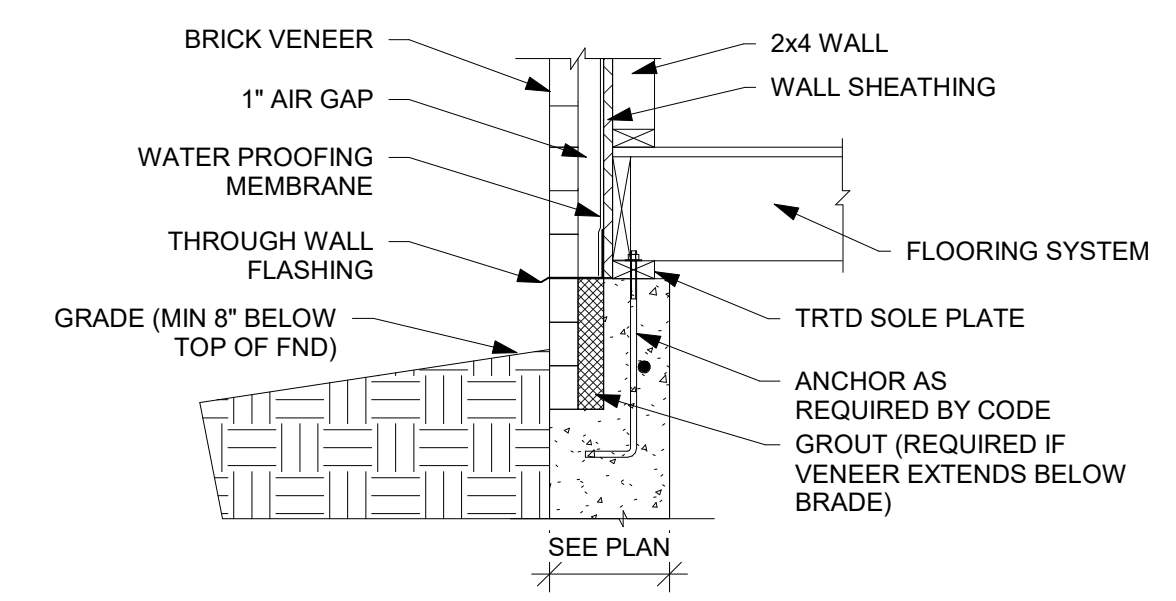 BRICK VENEER
1" AIR GAP
WATER PROOFING
MEMBRANE
THROUGH WALL
FLASHING
GRADE (MIN 8" BELOW
TOP OF FND)
2x4 WALL
WALL SHEATHING
FLOORING SYSTEM
TRTD SOLE PLATE
ANCHOR AS
REQUIRED BY CODE
GROUT (REQUIRED IF
VENEER EXTENDS BELOW
BRADE)
SEE PLAN